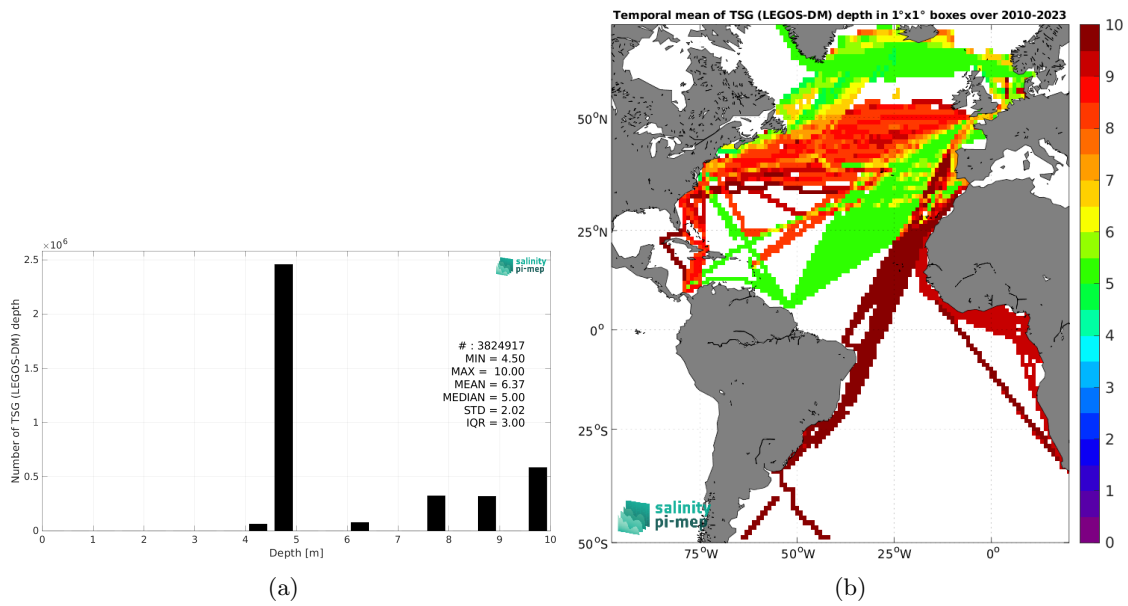 ×10⁶
2.5
2
1.5
1
0.5
0
Number of TSG (LEGOS-DM) depth
salinity
pi-mep
# : 3824917
MIN = 4.50
MAX = 10.00
MEAN = 6.37
MEDIAN = 5.00
STD = 2.02
IQR = 3.00
0 1 2 3 4 5 6 7 8 9 10
Depth [m]
(a)
Temporal mean of TSG (LEGOS-DM) depth in 1°x1° boxes over 2010-2023
50°N
25°N
0°
25°S
50°S
salinity
pi-mep
75°W 50°W 25°W 0°
10
9
8
7
6
5
4
3
2
1
0
(b)